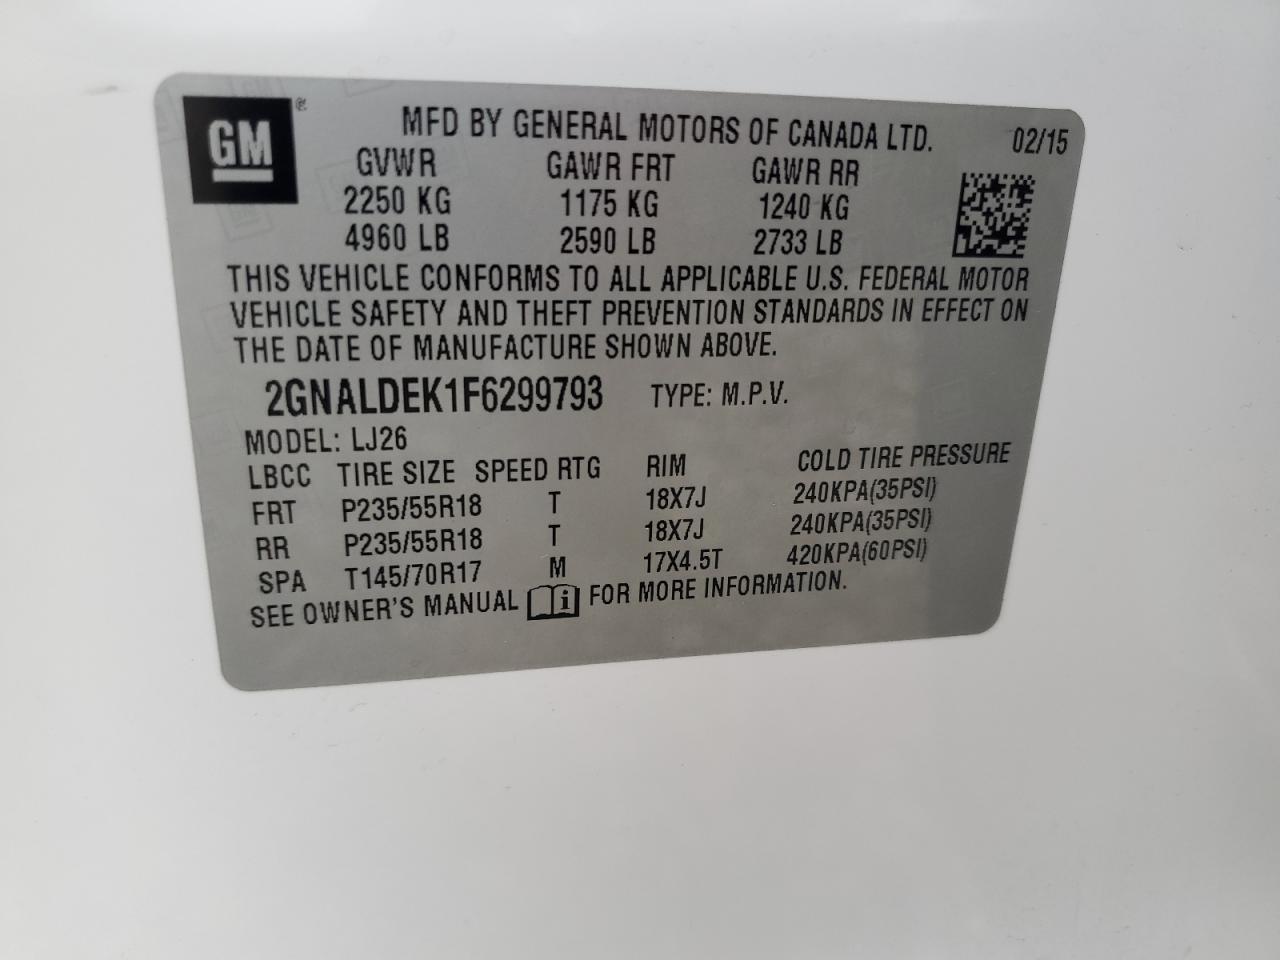 GM ®
MFD BY GENERAL MOTORS OF CANADA LTD. 02/15
GVWR GAWR FRT GAWR RR
2250 KG 1175 KG 1240 KG
4960 LB 2590 LB 2733 LB
THIS VEHICLE CONFORMS TO ALL APPLICABLE U.S. FEDERAL MOTOR
VEHICLE SAFETY AND THEFT PREVENTION STANDARDS IN EFFECT ON
THE DATE OF MANUFACTURE SHOWN ABOVE.
2GNALDEK1F6299793 TYPE: M.P.V.
MODEL: LJ26
LBCC TIRE SIZE SPEED RTG RIM COLD TIRE PRESSURE
FRT P235/55R18 T 18X7J 240KPA(35PSI)
RR P235/55R18 T 18X7J 240KPA(35PSI)
SPA T145/70R17 M 17X4.5T 420KPA(60PSI)
SEE OWNER'S MANUAL i FOR MORE INFORMATION.